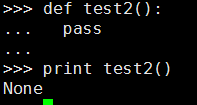 >>> def test2():
...   pass
...
>>> print test2()
None